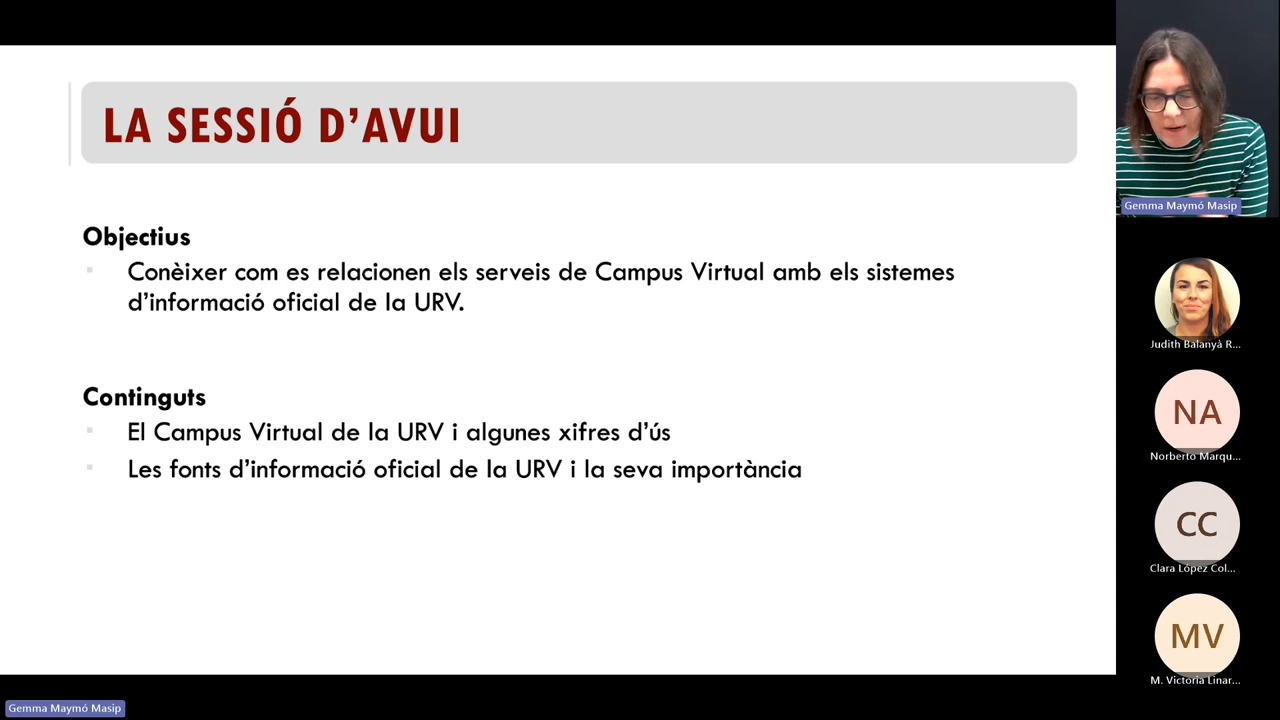 LA SESSIÓ D’AVUI
Objectius
Conèixer com es relacionen els serveis de Campus Virtual amb els sistemes
d’informació oficial de la URV.
Continguts
El Campus Virtual de la URV i algunes xifres d’ús
Les fonts d’informació oficial de la URV i la seva importància
Gemma Maymó Masip
Judith Balanyà R...
NA
Norberto Marqu...
CC
Clara López Col...
MV
M. Victoria Linar...
Gemma Maymó Masip